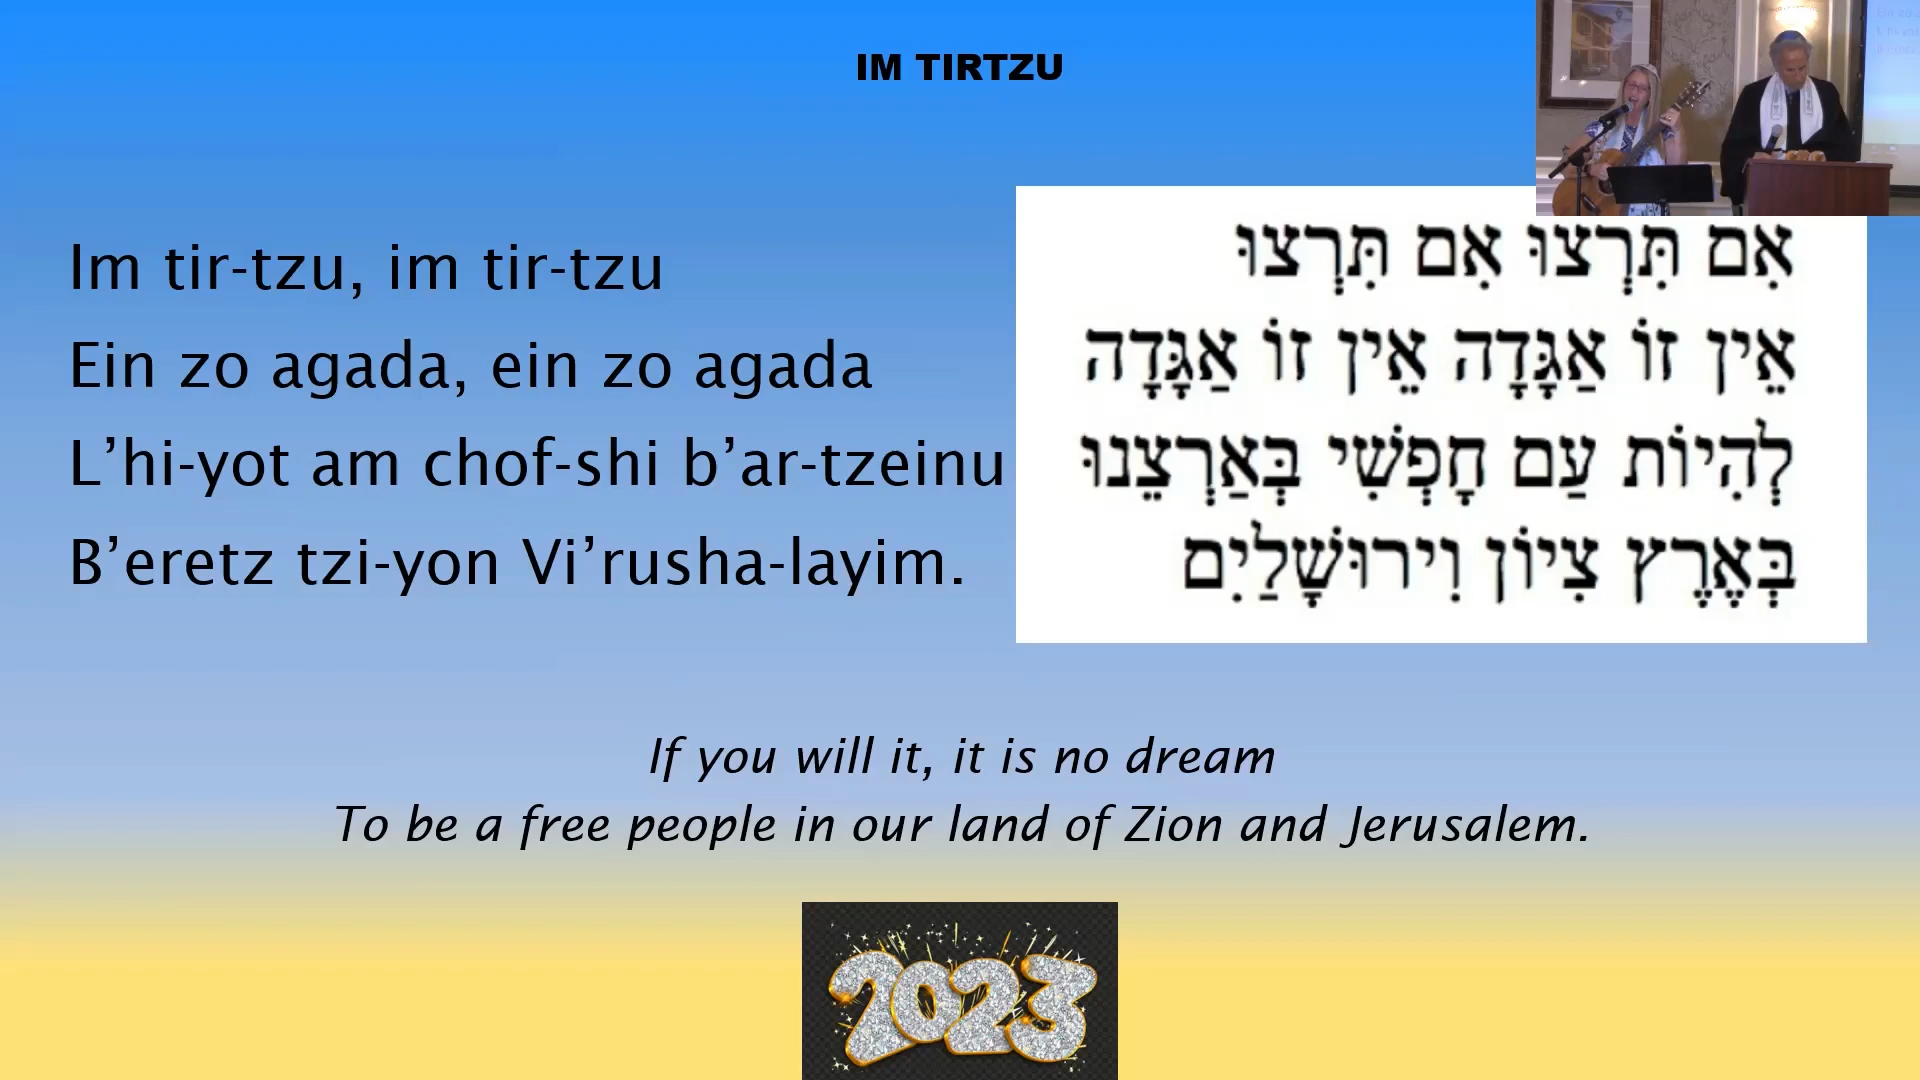 IM TIRTZU
Im tir-tzu, im tir-tzu
Ein zo agada, ein zo agada
L’hi-yot am chof-shi b’ar-tzeinu
B’eretz tzi-yon Vi’rusha-layim.
אִם תִּרְצוּ אִם תִּרְצוּ
אֵין זוֹ אַגָּדָה אֵין זוֹ אַגָּדָה
לְהִיוֹת עַם חָפְשִׁי בְּאַרְצֵנוּ
בְּאֶרֶץ צִיוֹן וִירוּשָׁלַיִם
If you will it, it is no dream
To be a free people in our land of Zion and Jerusalem.
2023